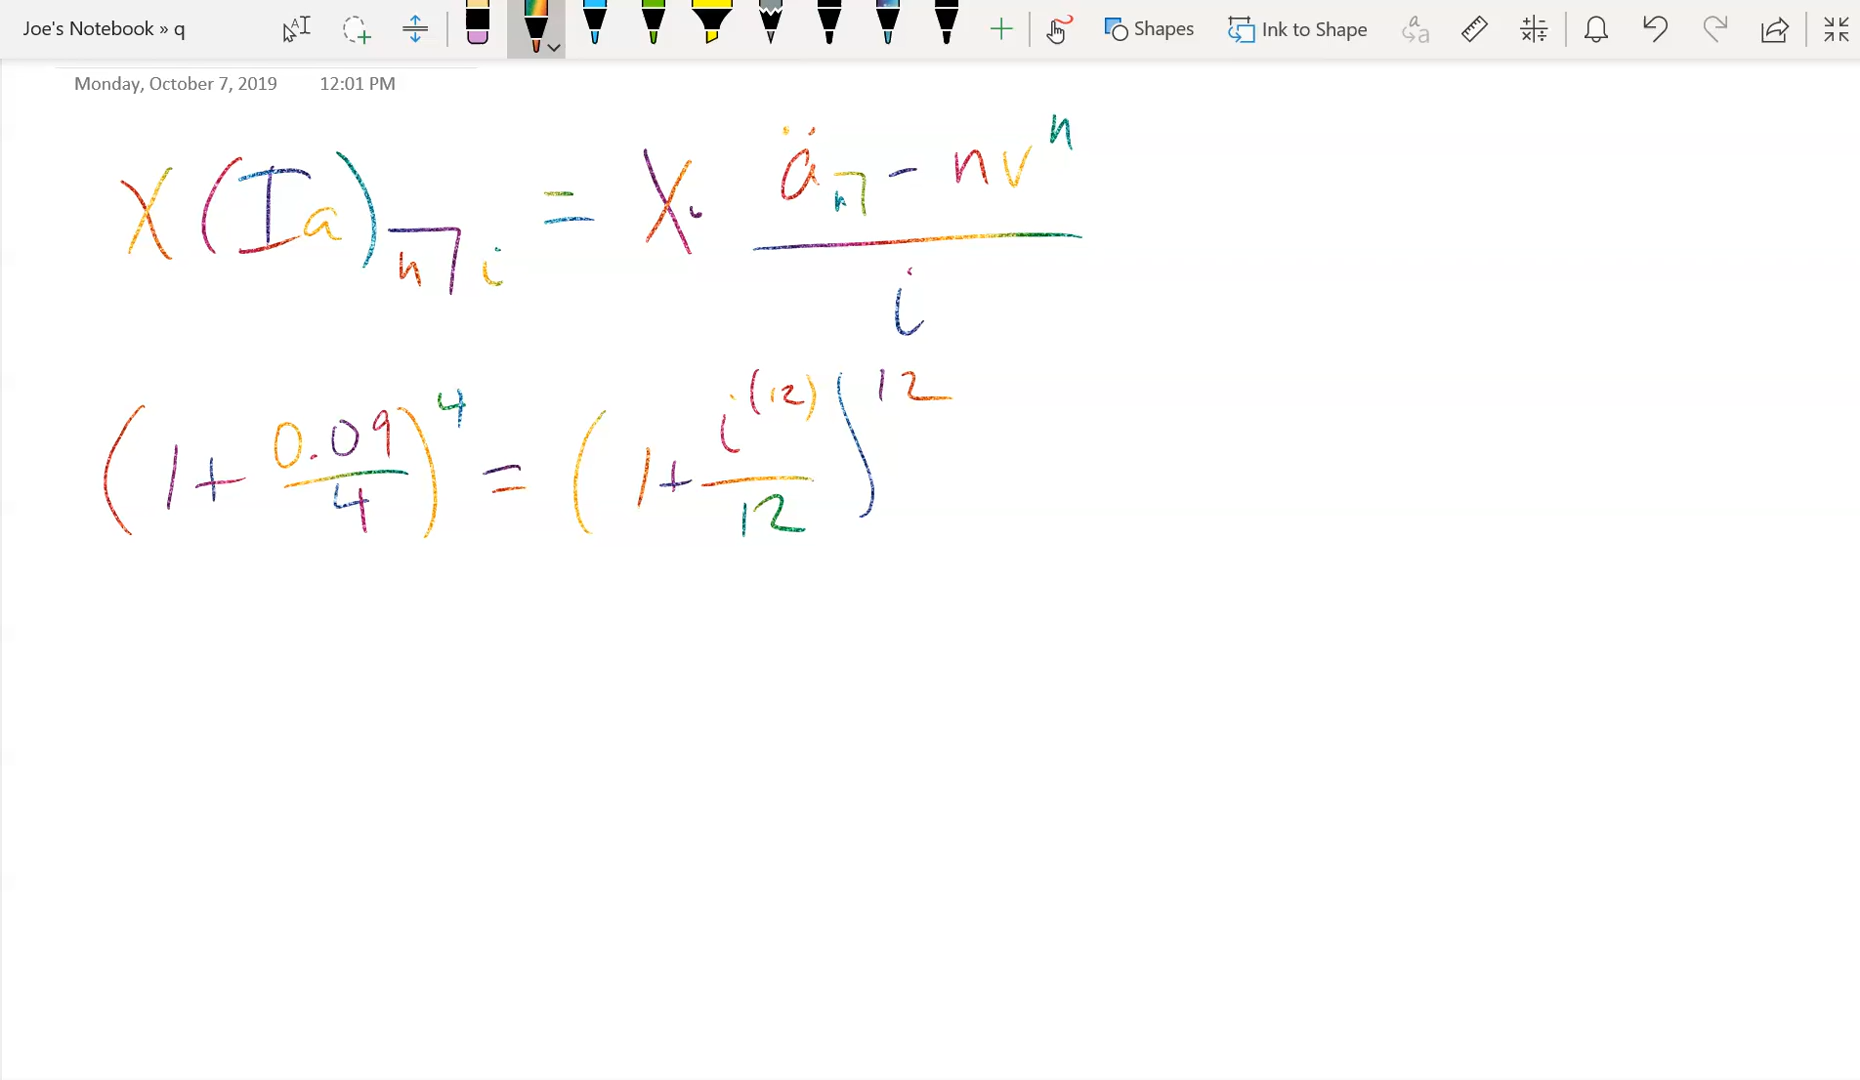 Joe's Notebook » q
Shapes
Ink to Shape
Monday, October 7, 2019 12:01 PM
X(Ia)n̅| i = X · (än̅| − nvⁿ) / i
(1 + 0.09/4)⁴ = (1 + i⁽¹²⁾/12)¹²